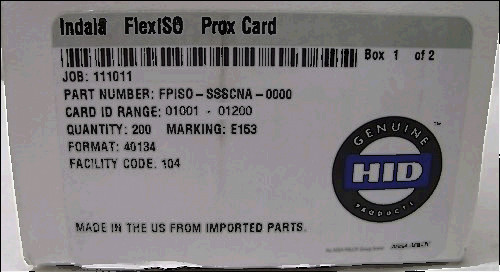 Indala FlexISO Prox Card
Box 1 of 2
JOB: 111011
PART NUMBER: FPISO-SSSCNA-0000
CARD ID RANGE: 01001 - 01200
QUANTITY: 200 MARKING: E153
FORMAT: 40134
FACILITY CODE: 104
GENUINE
HID
™
PRODUCTS
MADE IN THE US FROM IMPORTED PARTS.